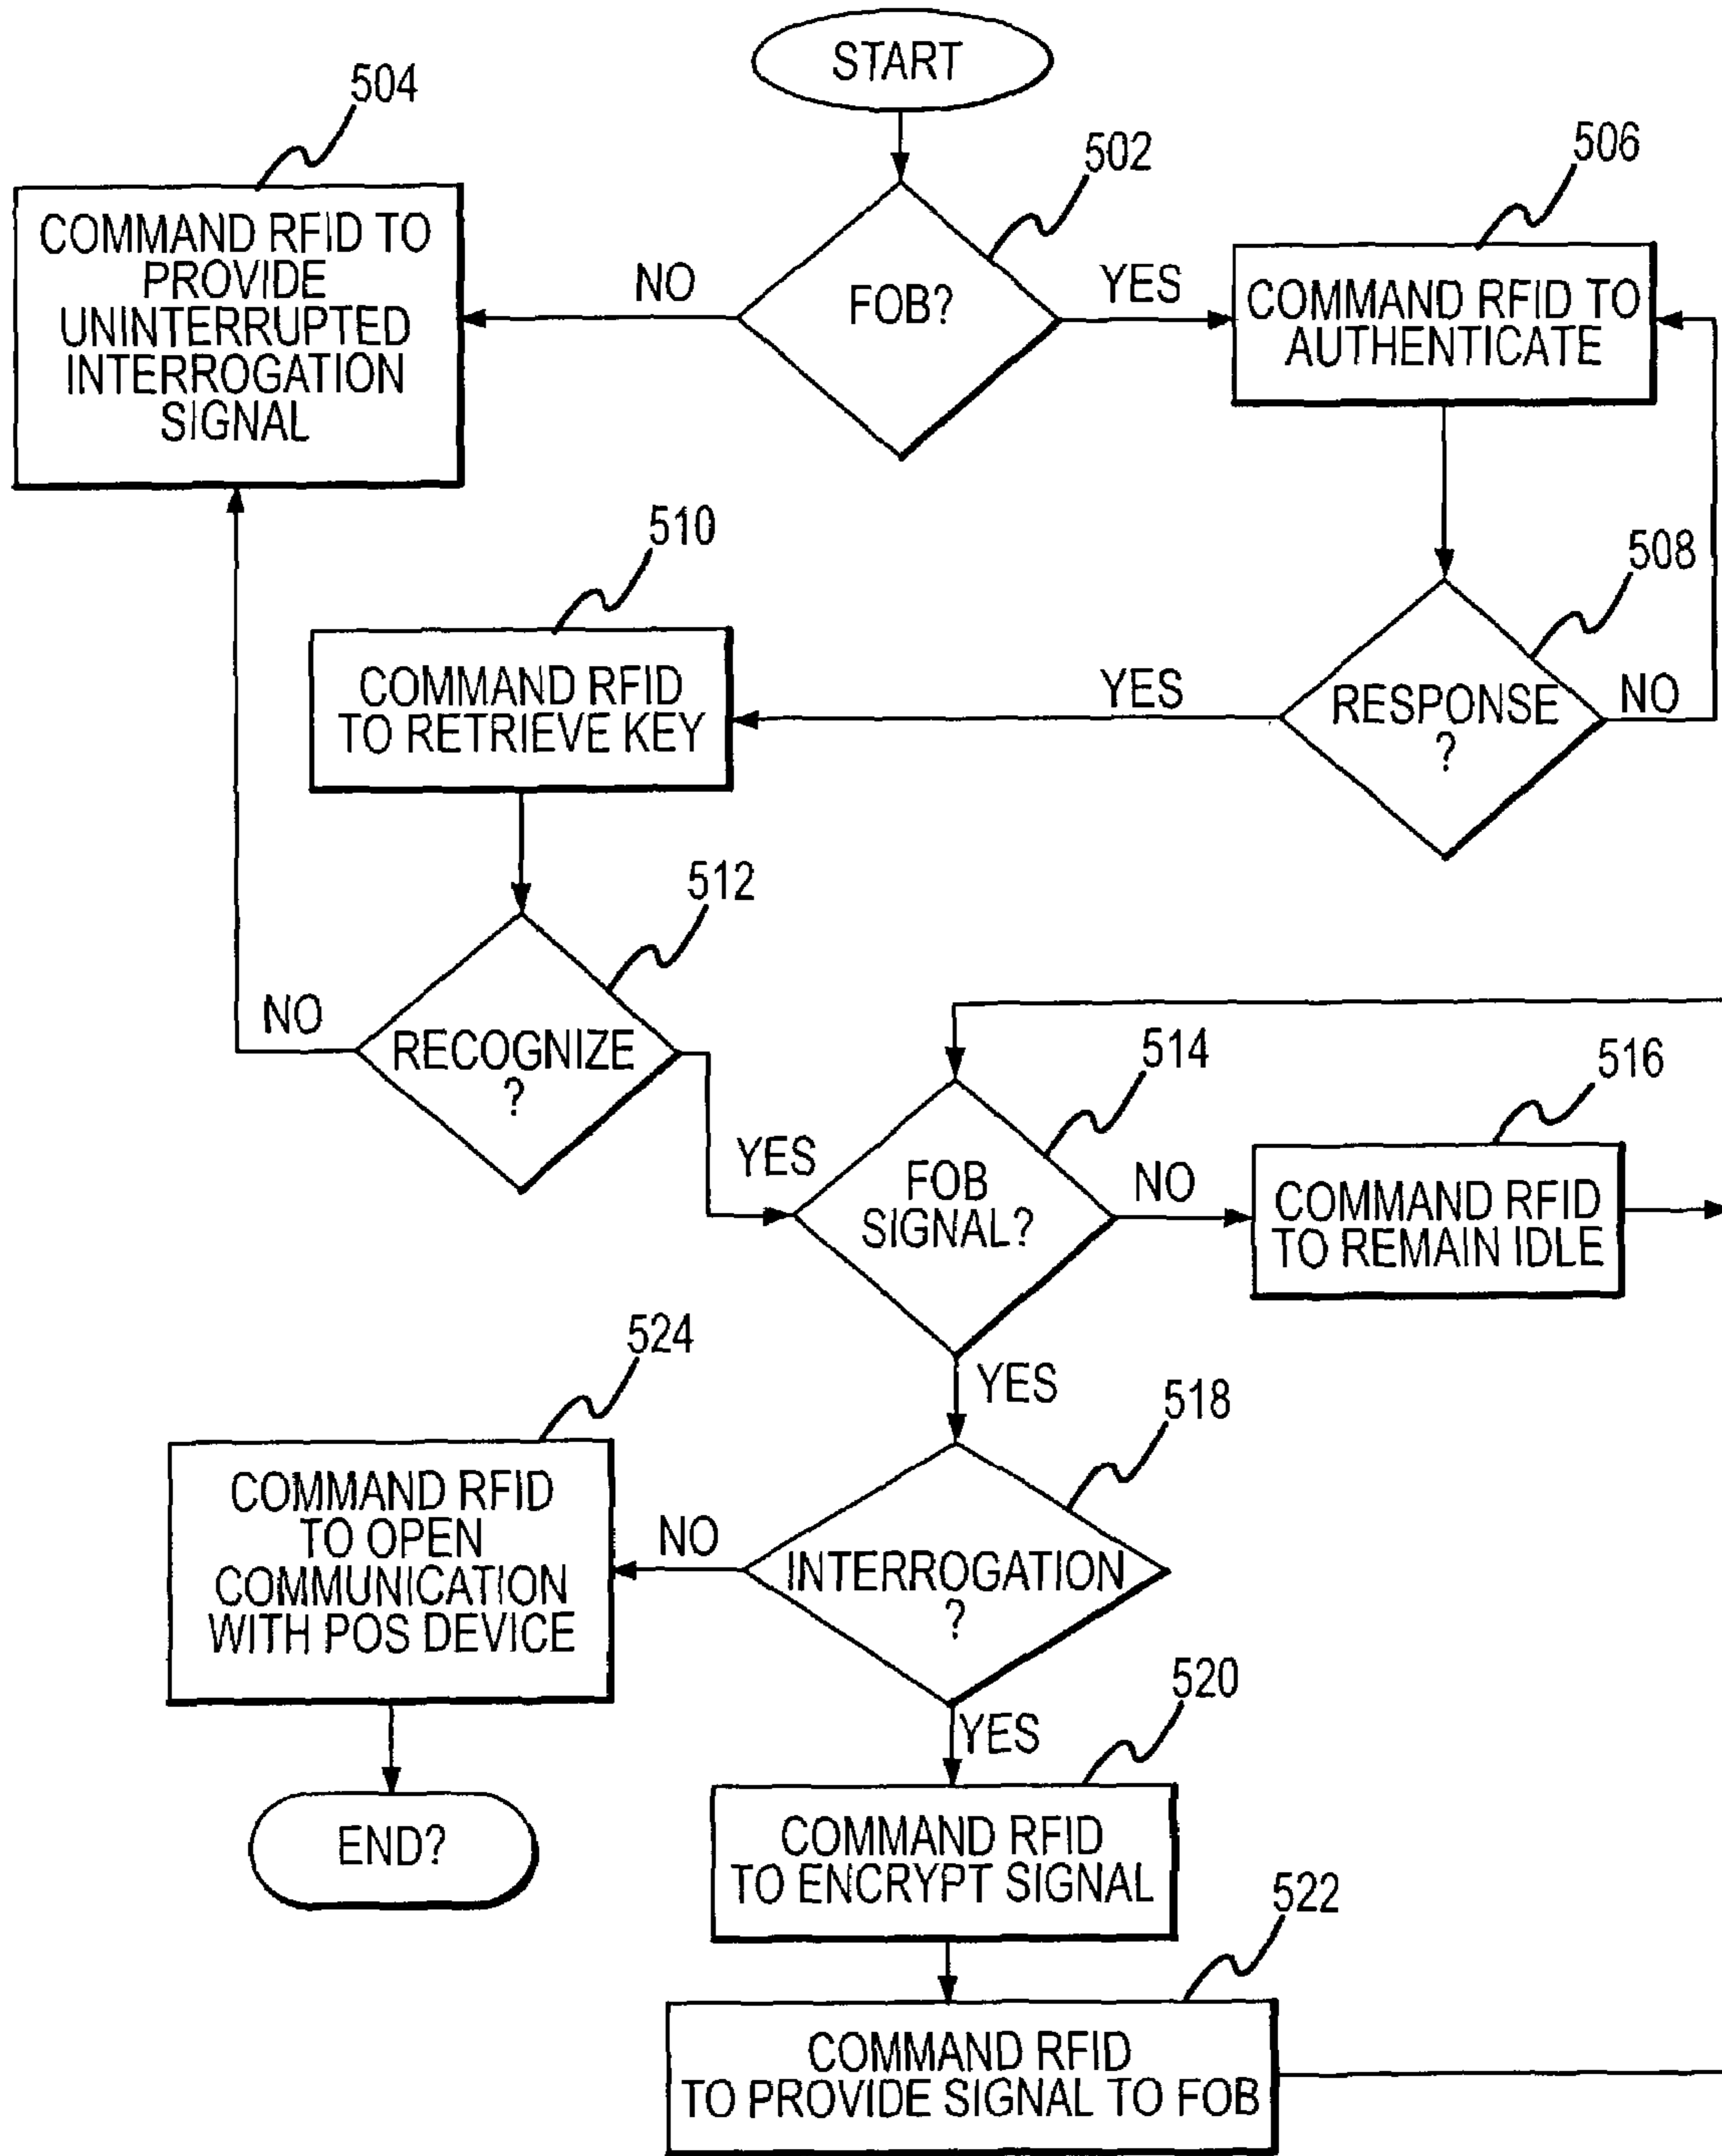 START
504
502
506
COMMAND RFID TO
PROVIDE
UNINTERRUPTED
INTERROGATION
SIGNAL
NO
FOB?
YES
COMMAND RFID TO
AUTHENTICATE
510
508
COMMAND RFID
TO RETRIEVE KEY
YES
RESPONSE
?
NO
512
NO
RECOGNIZE
?
YES
514
516
FOB
SIGNAL?
NO
COMMAND RFID
TO REMAIN IDLE
524
YES
518
COMMAND RFID
TO OPEN
COMMUNICATION
WITH POS DEVICE
NO
INTERROGATION
?
YES
520
END?
COMMAND RFID
TO ENCRYPT SIGNAL
522
COMMAND RFID
TO PROVIDE SIGNAL TO FOB